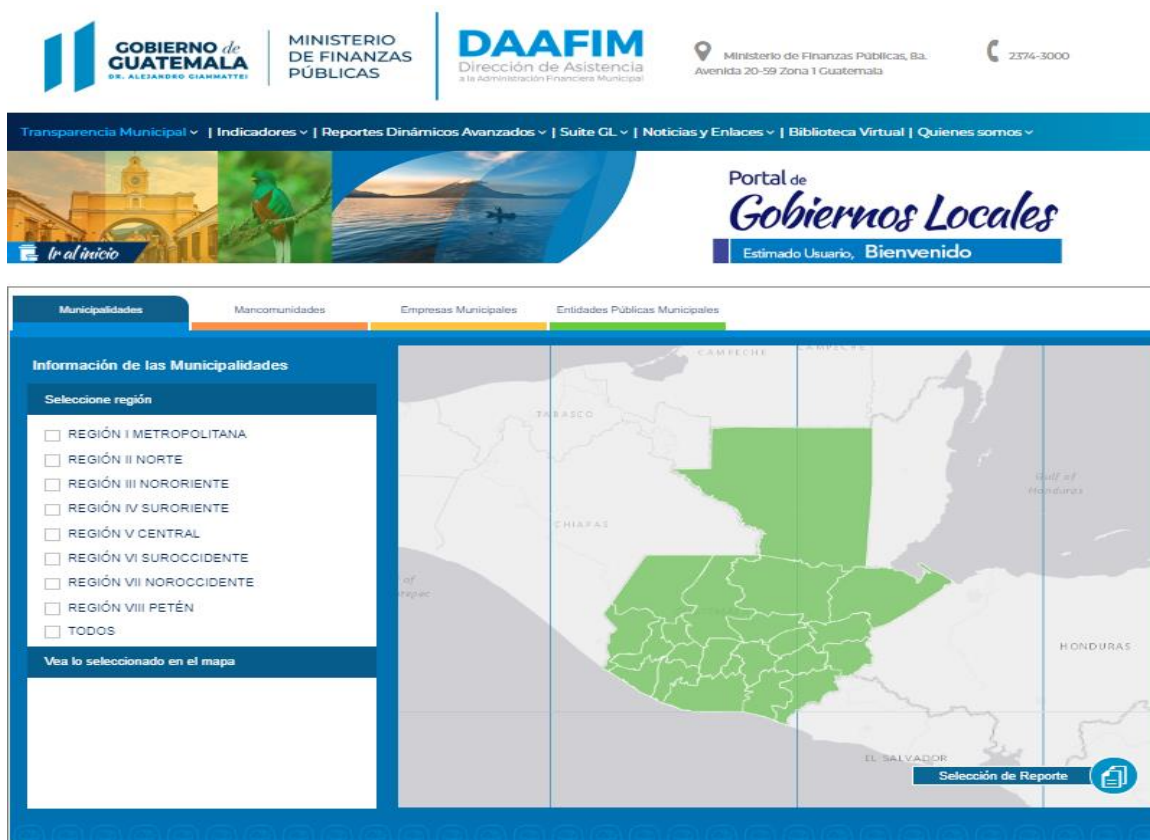 GOBIERNO de
GUATEMALA
DR. ALEJANDRO GIAMMATTEI
MINISTERIO
DE FINANZAS
PÚBLICAS
DAAFIM
Dirección de Asistencia
a la Administración Financiera Municipal
Ministerio de Finanzas Públicas, 8a.
Avenida 20-59 Zona 1 Guatemala
2374-3000
Transparencia Municipal | Indicadores | Reportes Dinámicos Avanzados | Suite GL | Noticias y Enlaces | Biblioteca Virtual | Quienes somos
Portal de
Gobiernos Locales
Ir al inicio
Estimado Usuario, Bienvenido
Municipalidades
Mancomunidades
Empresas Municipales
Entidades Públicas Municipales
Información de las Municipalidades
Seleccione región
REGIÓN I METROPOLITANA
REGIÓN II NORTE
REGIÓN III NORORIENTE
REGIÓN IV SURORIENTE
REGIÓN V CENTRAL
REGIÓN VI SUROCCIDENTE
REGIÓN VII NOROCCIDENTE
REGIÓN VIII PETÉN
TODOS
Vea lo seleccionado en el mapa
CAMPECHE
CAMPECHE
TABASCO
Gulf of
Honduras
CHIAPAS
of
HONDURAS
EL SALVADOR
Selección de Reporte